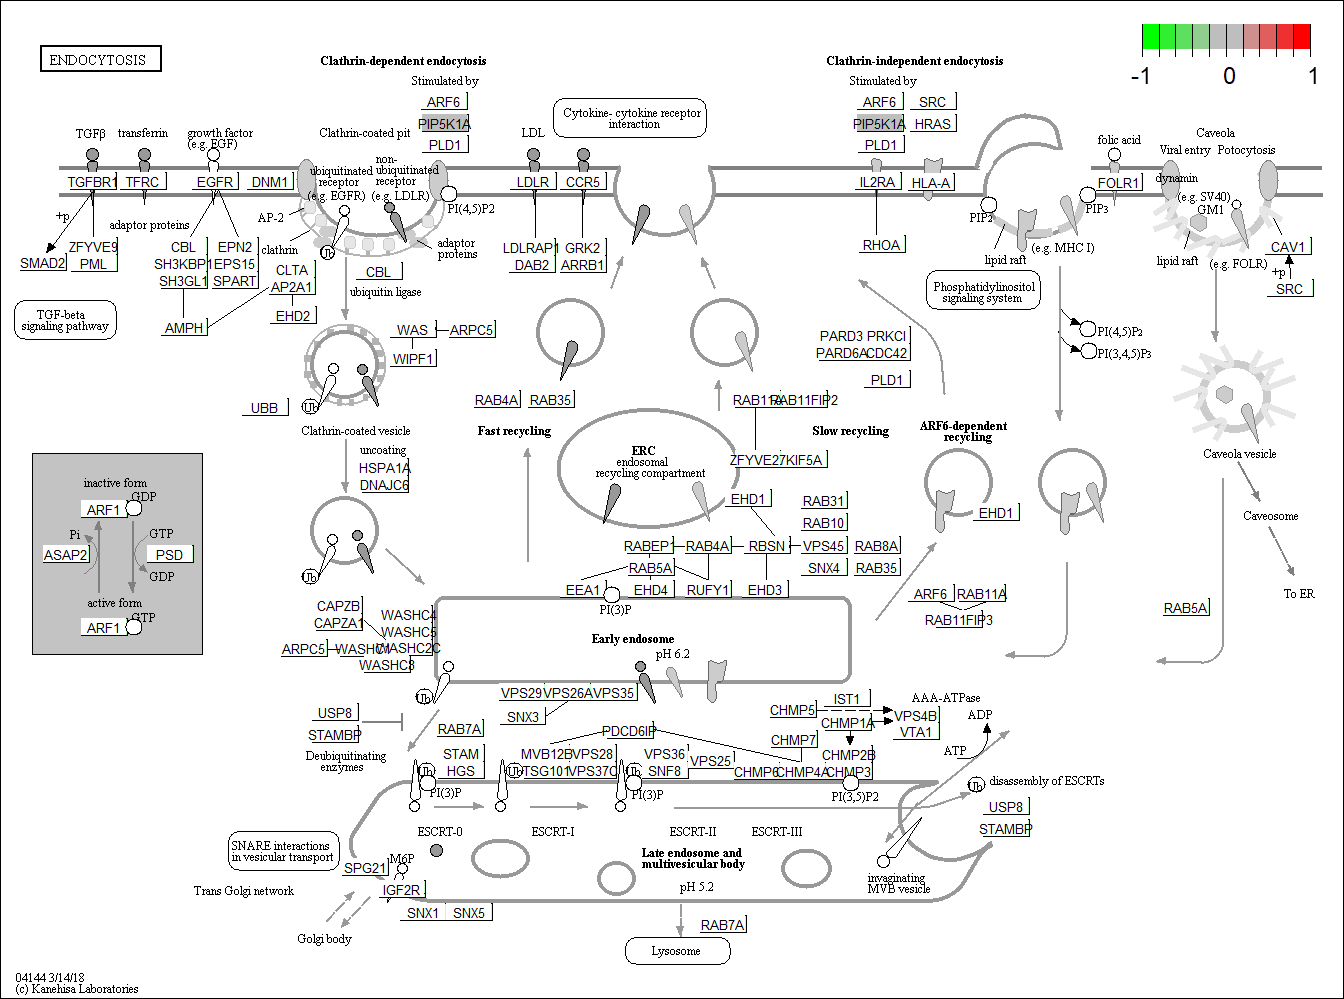 ENDOCYTOSIS
-1
0
1
Clathrin-dependent endocytosis
Stimulated by
ARF6
PIP5K1A
PLD1
Clathrin-independent endocytosis
Stimulated by
ARF6
SRC
PIP5K1A
HRAS
PLD1
Cytokine- cytokine receptor
interaction
TGFβ
transferrin
growth factor
(e.g. EGF)
Clathrin-coated pit
LDL
folic acid
Caveola
Viral entry
Potocytosis
TGFBR1
TFRC
EGFR
DNM1
ubiquitinated
receptor
(e.g. EGFR)
non-
ubiquitinated
receptor
(e.g. LDLR)
LDLR
CCR5
IL2RA
HLA-A
FOLR1
dynamin
(e.g. SV40)
GM1
PI(4,5)P2
PIP2
PIP3
+p
adaptor proteins
AP-2
clathrin
Ub
adaptor
proteins
SMAD2
ZFYVE9
PML
CBL
EPN2
SH3KBP1
EPS15
SH3GL1
SPART
AMPH
CLTA
AP2A1
EHD2
CBL
ubiquitin ligase
LDLRAP1
DAB2
GRK2
ARRB1
RHOA
lipid raft
(e.g. MHC I)
lipid raft
(e.g. FOLR)
CAV1
+p
SRC
TGF-beta
signaling pathway
Phosphatidylinositol
signaling system
WAS
ARPC5
WIPF1
PI(4,5)P2
PI(3,4,5)P3
PARD3
PRKCI
PARD6A
CDC42
PLD1
UBB
Ub
RAB4A
RAB35
RAB11A
RAB11FIP2
Clathrin-coated vesicle
Fast recycling
Slow recycling
ARF6-dependent
recycling
uncoating
HSPA1A
DNAJC6
ERC
endosomal
recycling compartment
ZFYVE27
KIF5A
Caveola vesicle
EHD1
RAB31
RAB10
EHD1
Caveosome
inactive form
GDP
ARF1
Pi
GTP
ASAP2
PSD
GDP
active form
GTP
ARF1
Ub
RABEP1
RAB4A
RBSN
VPS45
RAB8A
RAB5A
SNX4
RAB35
EEA1
EHD4
RUFY1
EHD3
PI(3)P
ARF6
RAB11A
RAB11FIP3
RAB5A
To ER
CAPZB
CAPZA1
WASHC4
WASHC5
ARPC5
WASHC1
WASHC2C
WASHC3
Early endosome
pH 6.2
Ub
VPS29
VPS26A
VPS35
SNX3
USP8
STAMBP
Deubiquitinating
enzymes
RAB7A
PDCD6IP
CHMP5
IST1
CHMP1A
AAA-ATPase
VPS4B
VTA1
ADP
ATP
STAM
HGS
MVB12B
VPS28
TSG101
VPS37C
VPS36
SNF8
VPS25
CHMP7
CHMP6
CHMP4A
CHMP2B
CHMP3
Ub
Ub
Ub
Ub
PI(3)P
PI(3)P
PI(3,5)P2
disassembly of ESCRTs
USP8
STAMBP
ESCRT-0
ESCRT-I
ESCRT-II
ESCRT-III
SNARE interactions
in vesicular transport
Late endosome and
multivesicular body
pH 5.2
invaginating
MVB vesicle
SPG21
M6P
IGF2R
Trans Golgi network
SNX1
SNX5
Golgi body
RAB7A
Lysosome
04144 3/14/18
(c) Kanehisa Laboratories